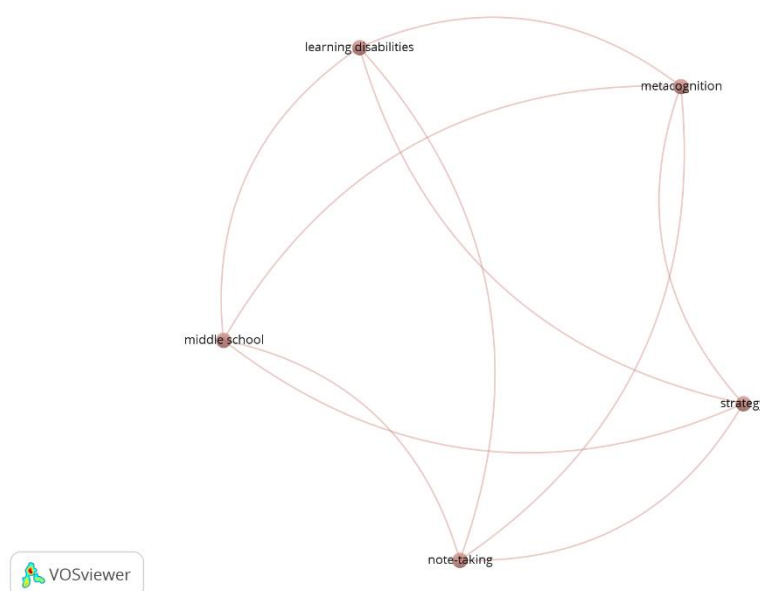 learning disabilities
metacognition
middle school
strateg
note-taking
VOSviewer